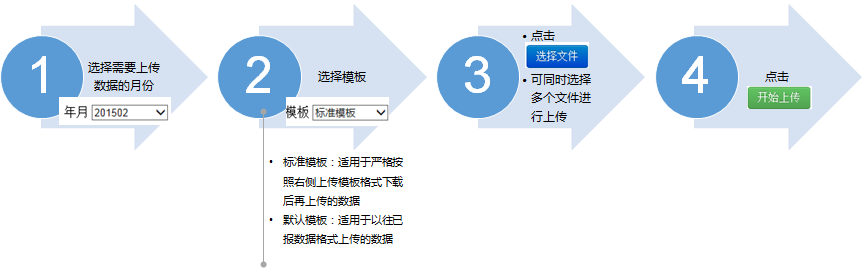 1
选择需要上传
数据的月份
年月 201502
2
选择模板
模板 标准模板
• 标准模板：适用于严格按
照右侧上传模板格式下载
后再上传的数据
• 默认模板：适用于以往已
报数据格式上传的数据
3
• 点击
选择文件
• 可同时选择
多个文件进
行上传
4
点击
开始上传